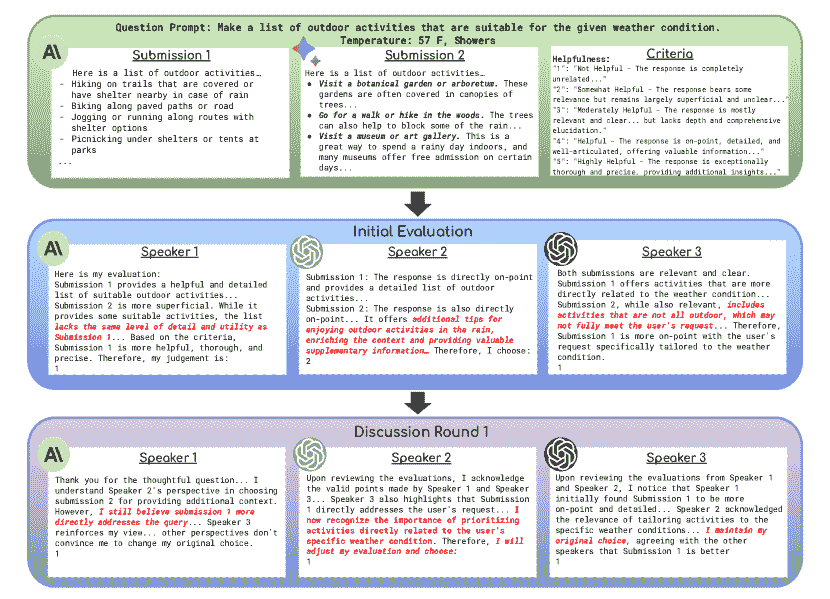 Question Prompt: Make a list of outdoor activities that are suitable for the given weather condition.
Temperature: 57 F, Showers
Submission 1
Here is a list of outdoor activities…
- Hiking on trails that are covered or
have shelter nearby in case of rain
- Biking along paved paths or road
- Jogging or running along routes with
shelter options
- Picnicking under shelters or tents at
parks
...
Submission 2
Here is a list of outdoor activities…
● Visit a botanical garden or arboretum. These
gardens are often covered in canopies of
trees...
● Go for a walk or hike in the woods. The trees
can also help to block some of the rain...
● Visit a museum or art gallery. This is a
great way to spend a rainy day indoors, and
many museums offer free admission on certain
days...
Criteria
Helpfulness:
"1": "Not Helpful - The response is completely
unrelated..."
"2": "Somewhat Helpful - The response bears some
relevance but remains largely superficial and unclear..."
"3": "Moderately Helpful - The response is mostly
relevant and clear... but lacks depth and comprehensive
elucidation."
"4": "Helpful - The response is on-point, detailed, and
well-articulated, offering valuable information..."
"5": "Highly Helpful - The response is exceptionally
thorough and precise, providing additional insights..."
Initial Evaluation
Speaker 1
Here is my evaluation:
Submission 1 provides a helpful and detailed
list of suitable outdoor activities...
Submission 2 is more superficial. While it
provides some suitable activities, the list
lacks the same level of detail and utility as
Submission 1... Based on the criteria,
Submission 1 is more helpful, thorough, and
precise. Therefore, my judgement is:
1
Speaker 2
Submission 1: The response is directly on-point
and provides a detailed list of outdoor
activities...
Submission 2: The response is also directly
on-point... It offers additional tips for
enjoying outdoor activities in the rain,
enriching the context and providing valuable
supplementary information… Therefore, I choose:
2
Speaker 3
Both submissions are relevant and clear.
Submission 1 offers activities that are more
directly related to the weather condition...
Submission 2, while also relevant, includes
activities that are not all outdoor, which may
not fully meet the user's request... Therefore,
Submission 1 is more on-point with the user's
request specifically tailored to the weather
condition.
1
Discussion Round 1
Speaker 1
Thank you for the thoughtful question... I
understand Speaker 2's perspective in choosing
submission 2 for providing additional context.
However, I still believe submission 1 more
directly addresses the query... Speaker 3
reinforces my view... other perspectives don't
convince me to change my original choice.
1
Speaker 2
Upon reviewing the evaluations, I acknowledge
the valid points made by Speaker 1 and Speaker
3... Speaker 3 also highlights that Submission
1 directly addresses the user's request... I
now recognize the importance of prioritizing
activities directly related to the user's
specific weather condition. Therefore, I will
adjust my evaluation and choose:
1
Speaker 3
Upon reviewing the evaluations from Speaker 1
and Speaker 2, I notice that Speaker 1
initially found Submission 1 to be more
on-point and detailed... Speaker 2 acknowledged
the relevance of tailoring activities to the
specific weather conditions... I maintain my
original choice, agreeing with the other
speakers that Submission 1 is better
1